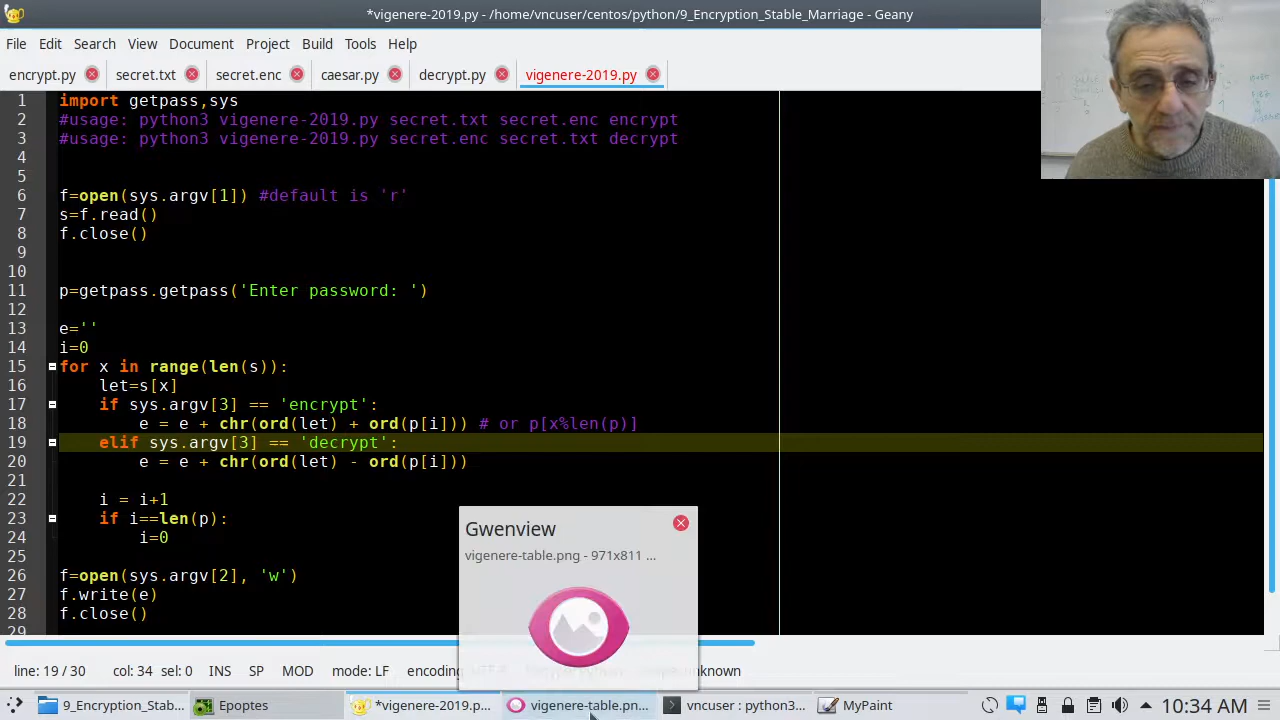 *vigenere-2019.py - /home/vncuser/centos/python/9_Encryption_Stable_Marriage - Geany
File Edit Search View Document Project Build Tools Help
encrypt.py secret.txt secret.enc caesar.py decrypt.py vigenere-2019.py
1 import getpass,sys
2 #usage: python3 vigenere-2019.py secret.txt secret.enc encrypt
3 #usage: python3 vigenere-2019.py secret.enc secret.txt decrypt
4
5
6 f=open(sys.argv[1]) #default is 'r'
7 s=f.read()
8 f.close()
9
10
11 p=getpass.getpass('Enter password: ')
12
13 e=''
14 i=0
15 for x in range(len(s)):
16 let=s[x]
17 if sys.argv[3] == 'encrypt':
18 e = e + chr(ord(let) + ord(p[i])) # or p[x%len(p)]
19 elif sys.argv[3] == 'decrypt':
20 e = e + chr(ord(let) - ord(p[i]))
21
22 i = i+1
23 if i==len(p):
24 i=0
25
26 f=open(sys.argv[2], 'w')
27 f.write(e)
28 f.close()
29
Gwenview
vigenere-table.png - 971x811 ...
line: 19 / 30 col: 34 sel: 0 INS SP MOD mode: LF
9_Encryption_Stab... Epoptes *vigenere-2019.p... vigenere-table.pn... vncuser : python3... MyPaint 10:34 AM